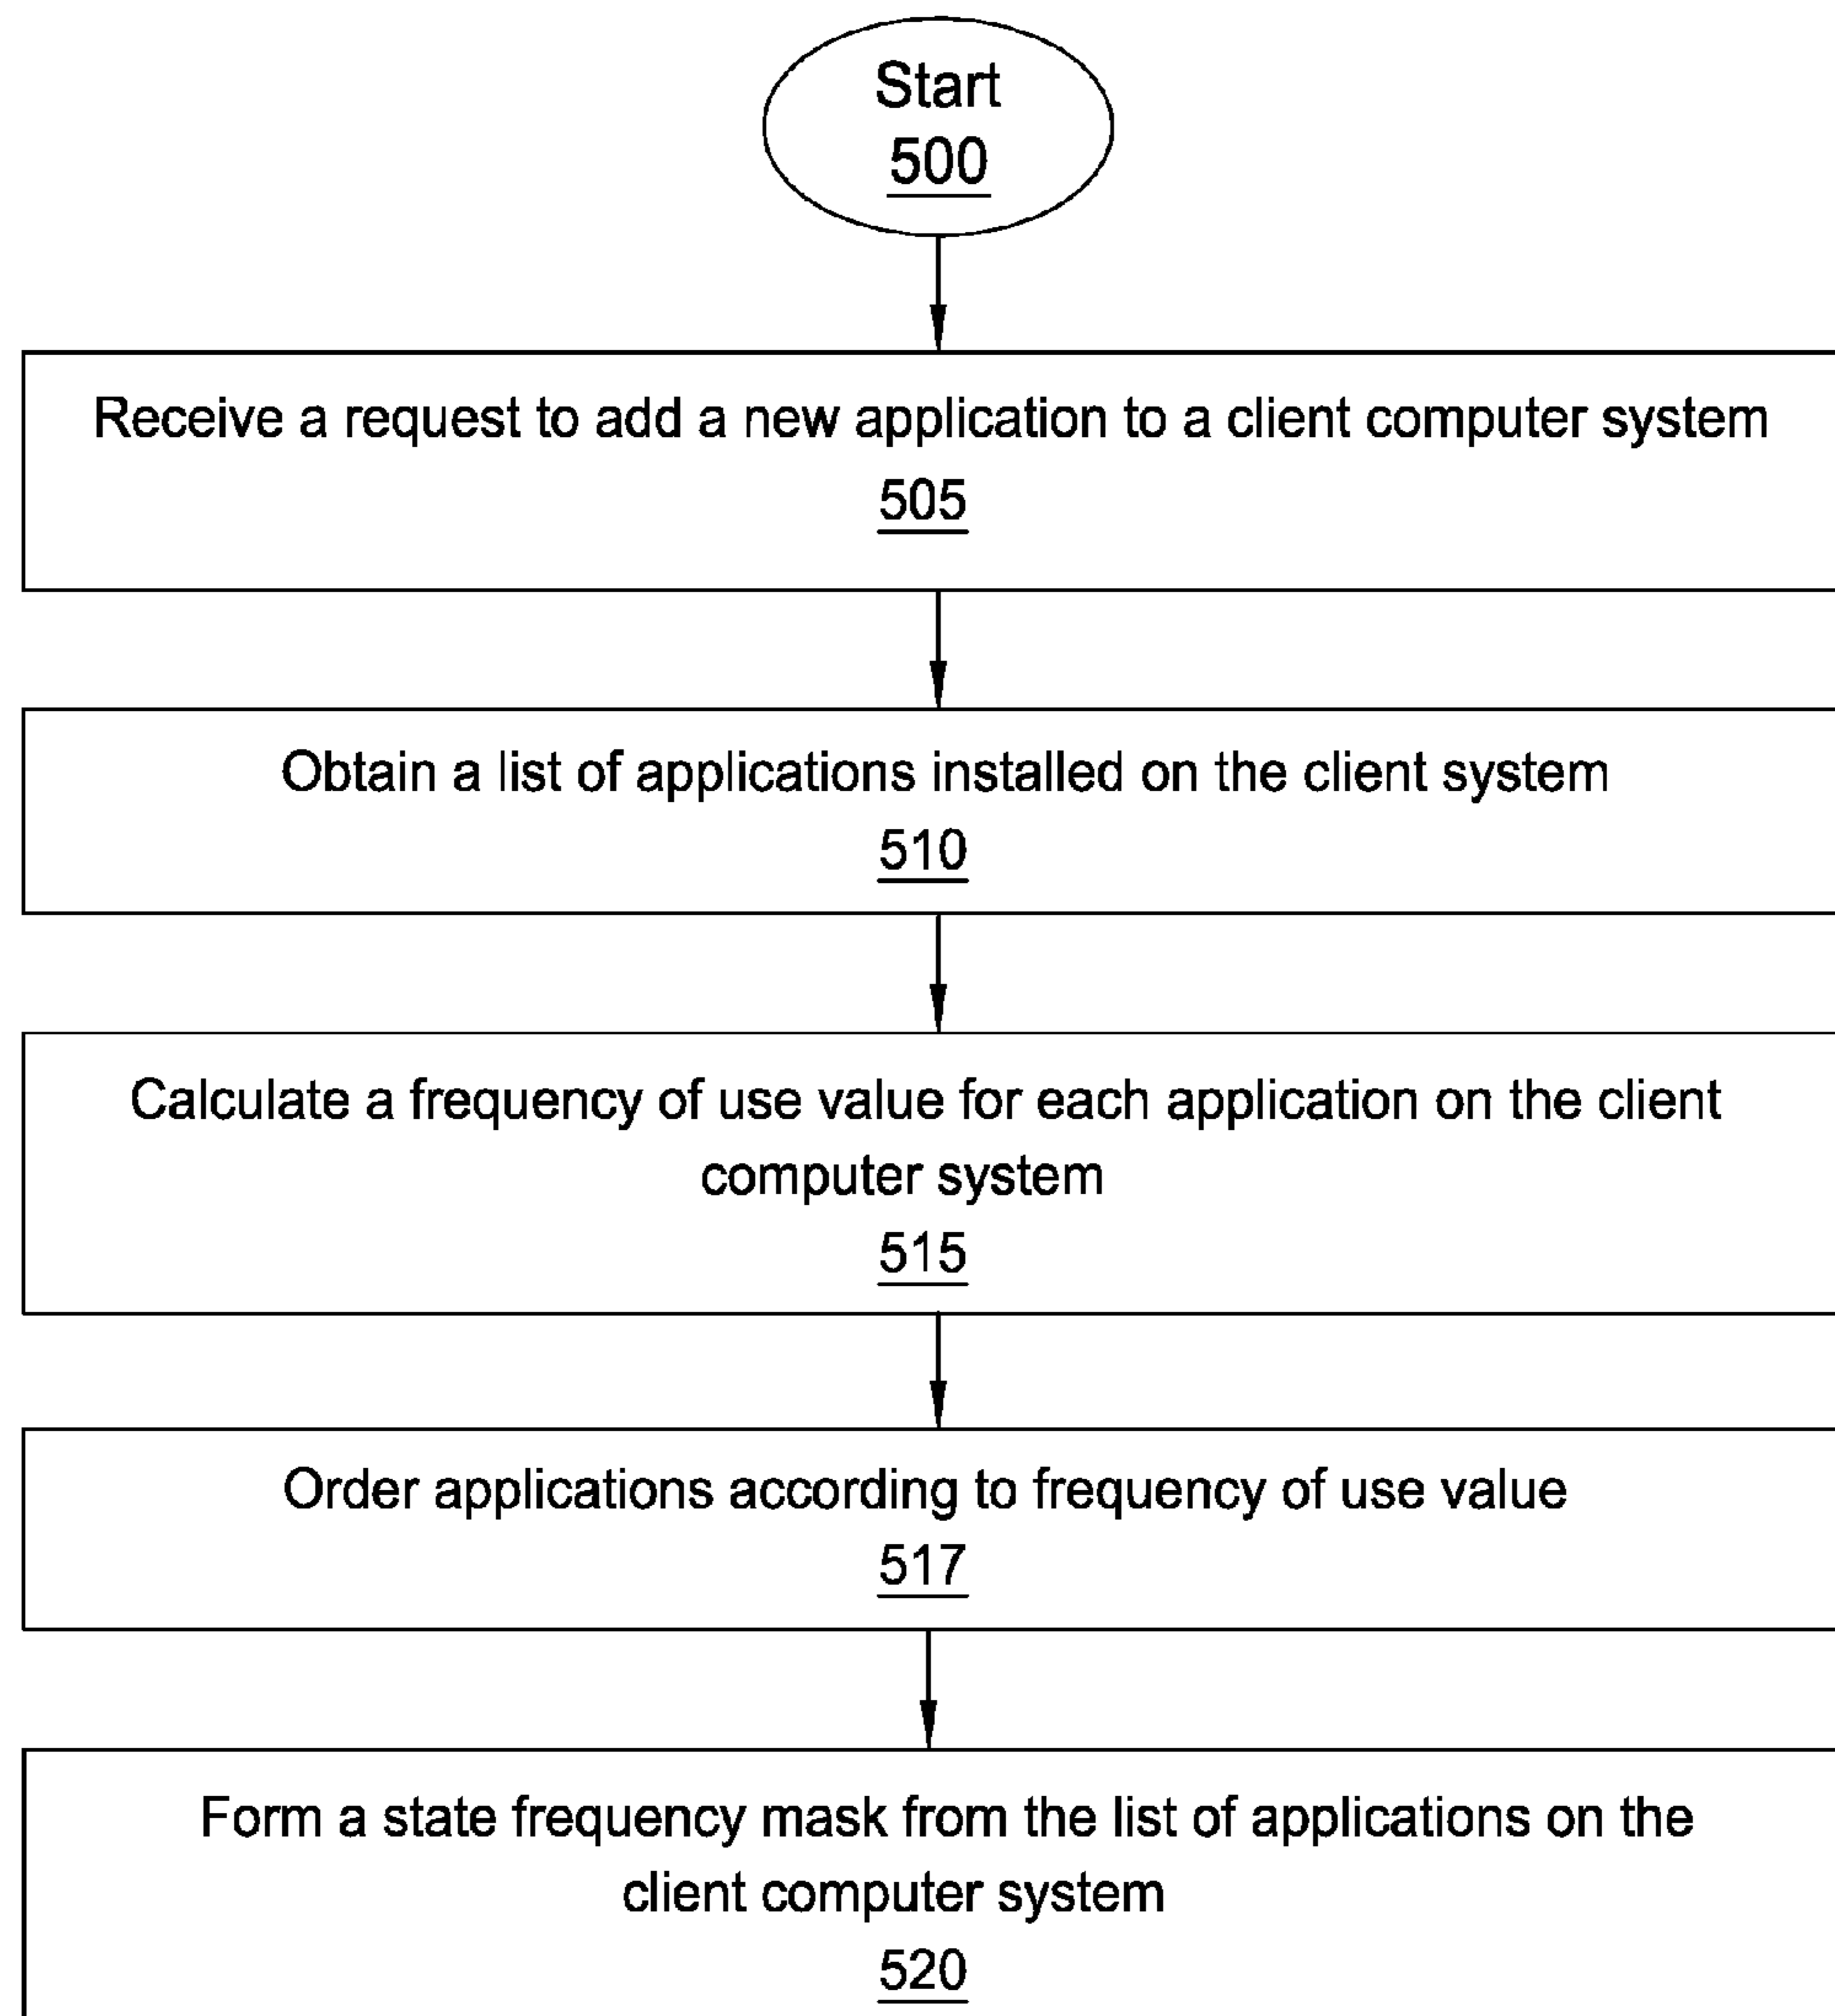 Start
500
Receive a request to add a new application to a client computer system
505
Obtain a list of applications installed on the client system
510
Calculate a frequency of use value for each application on the client
computer system
515
Order applications according to frequency of use value
517
Form a state frequency mask from the list of applications on the
client computer system
520